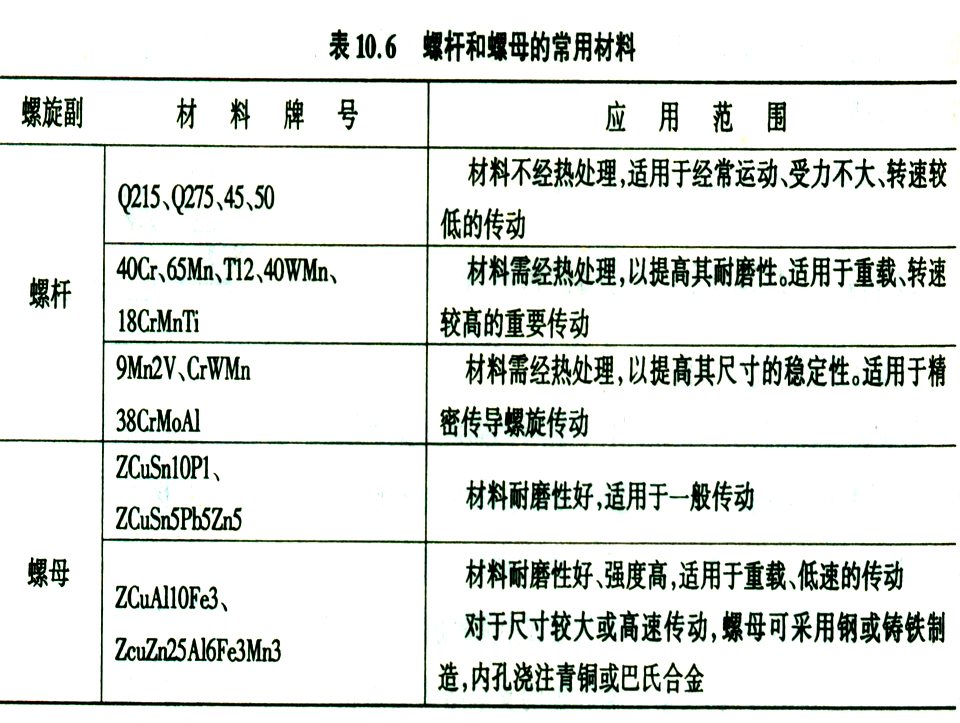 表 10.6 螺杆和螺母的常用材料
螺旋副 材料牌号 应用范围
螺杆
Q215、Q275、45、50
材料不经热处理,适用于经常运动、受力不大、转速较
低的传动
40Cr、65Mn、T12、40WMn、
18CrMnTi
材料需经热处理,以提高其耐磨性。适用于重载、转速
较高的重要传动
9Mn2V、CrWMn
38CrMoAl
材料需经热处理,以提高其尺寸的稳定性。适用于精
密传导螺旋传动
螺母
ZCuSn10P1、
ZCuSn5Pb5Zn5
材料耐磨性好,适用于一般传动
ZCuAl10Fe3、
ZcuZn25Al6Fe3Mn3
材料耐磨性好、强度高,适用于重载、低速的传动
对于尺寸较大或高速传动,螺母可采用钢或铸铁制
造,内孔浇注青铜或巴氏合金